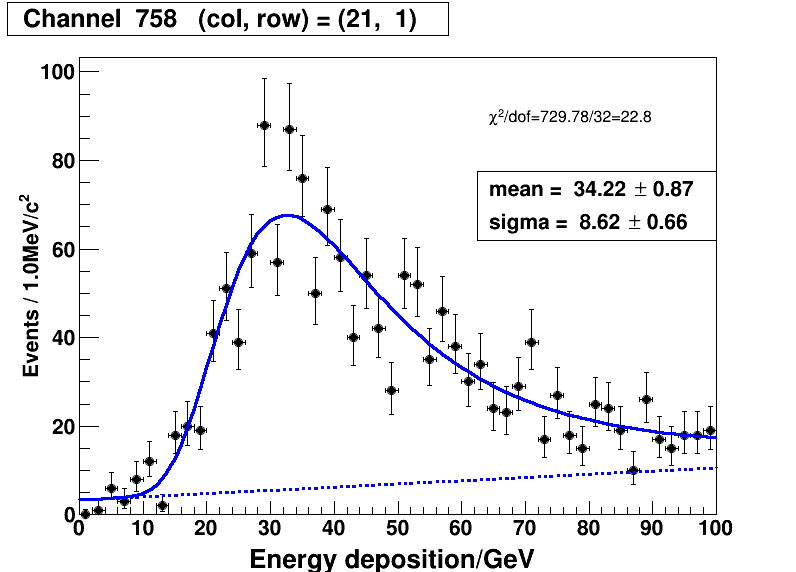 Channel 758 (col, row) = (21, 1)
χ²/dof=729.78/32=22.8
mean = 34.22 ± 0.87
sigma = 8.62 ± 0.66
Events / 1.0MeV/c²
100
80
60
40
20
0
0 10 20 30 40 50 60 70 80 90 100
Energy deposition/GeV